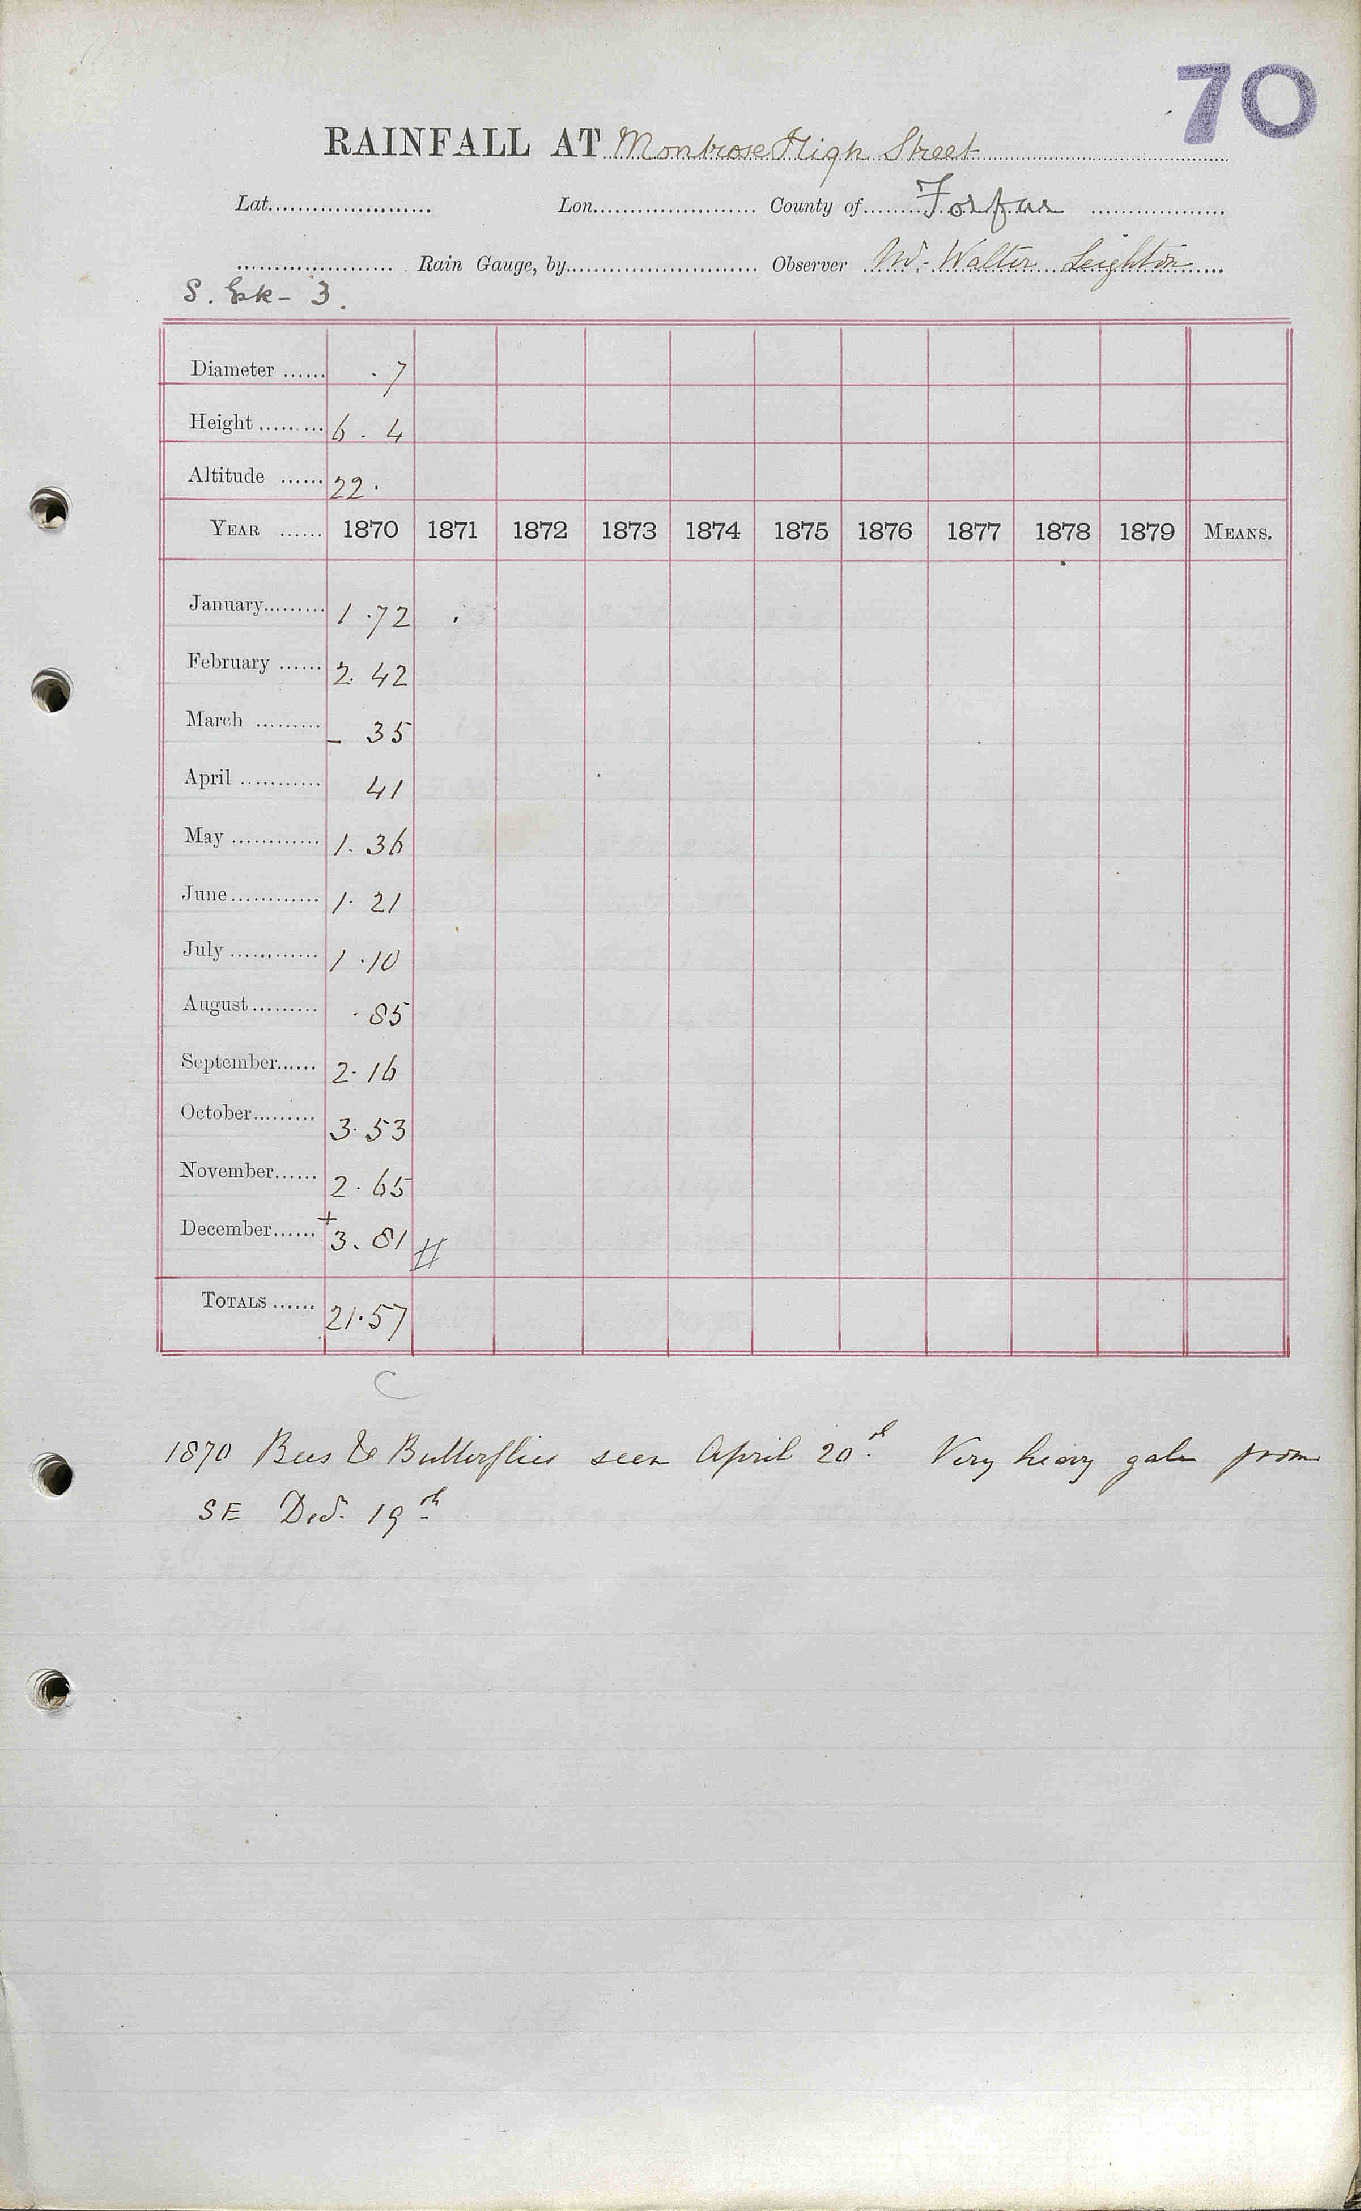 70
RAINFALL AT Montrose High Street
Lat...................... Lon...................... County of Forfar
Rain Gauge, by.......................... Observer Mr. Walter Leighton
S. Esk - 3.
Diameter ...... . 7
Height ......... 6 . 4
Altitude ...... 22 .
YEAR ...... 1870 1871 1872 1873 1874 1875 1876 1877 1878 1879 MEANS.
January......... 1 .72
February ...... 2. 42
March ......... - 35
April ........... 41
May ............ 1. 36
June............ 1. 21
July ............ 1 .10
August......... . 85
September...... 2. 16
October......... 3. 53
November...... 2. 65
December...... + 3. 81 #
TOTALS ...... 21.57
C
1870 Bees & Butterflies seen April 20th. Very heavy gale from
SE Dec. 19th